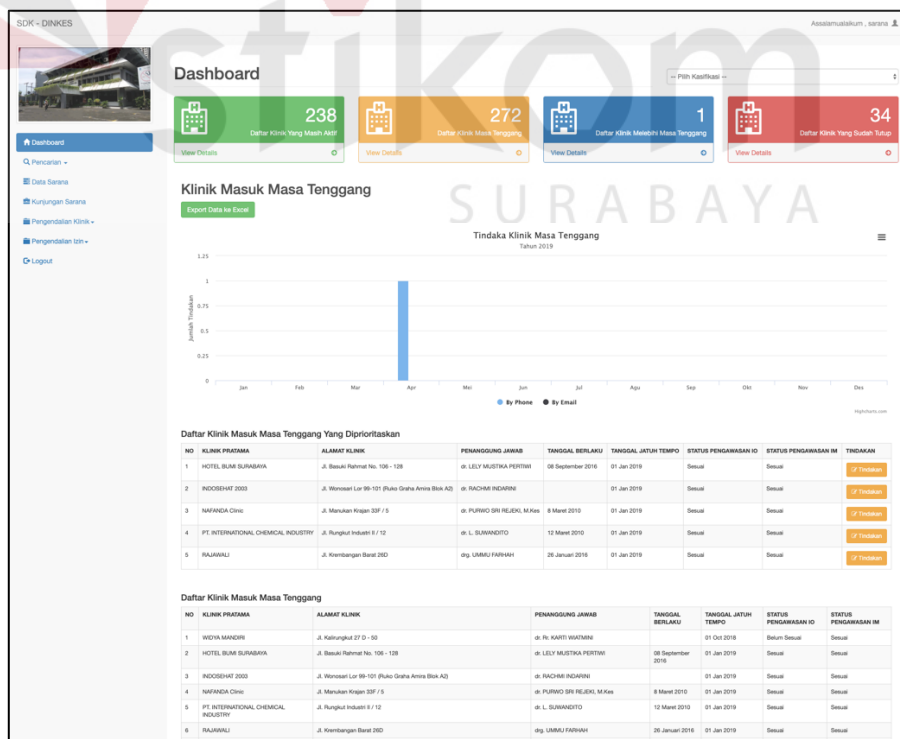 SDK - DINKES
Assalamualaikum , sarana
stikom
SURABAYA
Dashboard
-- Pilih Kasifikasi --
238
Daftar Klinik Yang Masih Aktif
View Details
272
Daftar Klinik Masa Tenggang
View Details
1
Daftar Klinik Melebihi Masa Tenggang
View Details
34
Daftar Klinik Yang Sudah Tutup
View Details
Dashboard
Pencarian
Data Sarana
Kunjungan Sarana
Pengendalian Klinik
Pengendalian Izin
Logout
Klinik Masuk Masa Tenggang
Export Data ke Excel
Tindaka Klinik Masa Tenggang
Tahun 2019
Jumlah Tindakan
1.25
1
0.75
0.5
0.25
0
Jan Feb Mar Apr Mei Jun Jul Agu Sep Okt Nov Des
By Phone By Email
Highcharts.com
Daftar Klinik Masuk Masa Tenggang Yang Diprioritaskan
NO KLINIK PRATAMA ALAMAT KLINIK PENANGGUNG JAWAB TANGGAL BERLAKU TANGGAL JATUH TEMPO STATUS PENGAWASAN IO STATUS PENGAWASAN IM TINDAKAN
1 HOTEL BUMI SURABAYA Jl. Basuki Rahmat No. 106 - 128 dr. LELY MUSTIKA PERTIWI 08 September 2016 01 Jan 2019 Sesuai Sesuai Tindakan
2 INDOSEHAT 2003 Jl. Wonosari Lor 99-101 (Ruko Graha Amira Blok A2) dr. RACHMI INDARINI 01 Jan 2019 Sesuai Sesuai Tindakan
3 NAFANDA Clinic Jl. Manukan Krajan 33F / 5 dr. PURWO SRI REJEKI, M.Kes 8 Maret 2010 01 Jan 2019 Sesuai Sesuai Tindakan
4 PT. INTERNATIONAL CHEMICAL INDUSTRY Jl. Rungkut Industri II / 12 dr. L. SUWANDITO 12 Maret 2010 01 Jan 2019 Sesuai Sesuai Tindakan
5 RAJAWALI Jl. Krembangan Barat 26D drg. UMMU FARHAH 26 Januari 2016 01 Jan 2019 Sesuai Sesuai Tindakan
Daftar Klinik Masuk Masa Tenggang
NO KLINIK PRATAMA ALAMAT KLINIK PENANGGUNG JAWAB TANGGAL BERLAKU TANGGAL JATUH TEMPO STATUS PENGAWASAN IO STATUS PENGAWASAN IM
1 WIDYA MANDIRI Jl. Kalirungkut 27 D - 50 dr. Rr. KARTI WIATMINI 01 Oct 2018 Belum Sesuai Sesuai
2 HOTEL BUMI SURABAYA Jl. Basuki Rahmat No. 106 - 128 dr. LELY MUSTIKA PERTIWI 08 September 2016 01 Jan 2019 Sesuai Sesuai
3 INDOSEHAT 2003 Jl. Wonosari Lor 99-101 (Ruko Graha Amira Blok A2) dr. RACHMI INDARINI 01 Jan 2019 Sesuai Sesuai
4 NAFANDA Clinic Jl. Manukan Krajan 33F / 5 dr. PURWO SRI REJEKI, M.Kes 8 Maret 2010 01 Jan 2019 Sesuai Sesuai
5 PT. INTERNATIONAL CHEMICAL INDUSTRY Jl. Rungkut Industri II / 12 dr. L. SUWANDITO 12 Maret 2010 01 Jan 2019 Sesuai Sesuai
6 RAJAWALI Jl. Krembangan Barat 26D drg. UMMU FARHAH 26 Januari 2016 01 Jan 2019 Sesuai Sesuai